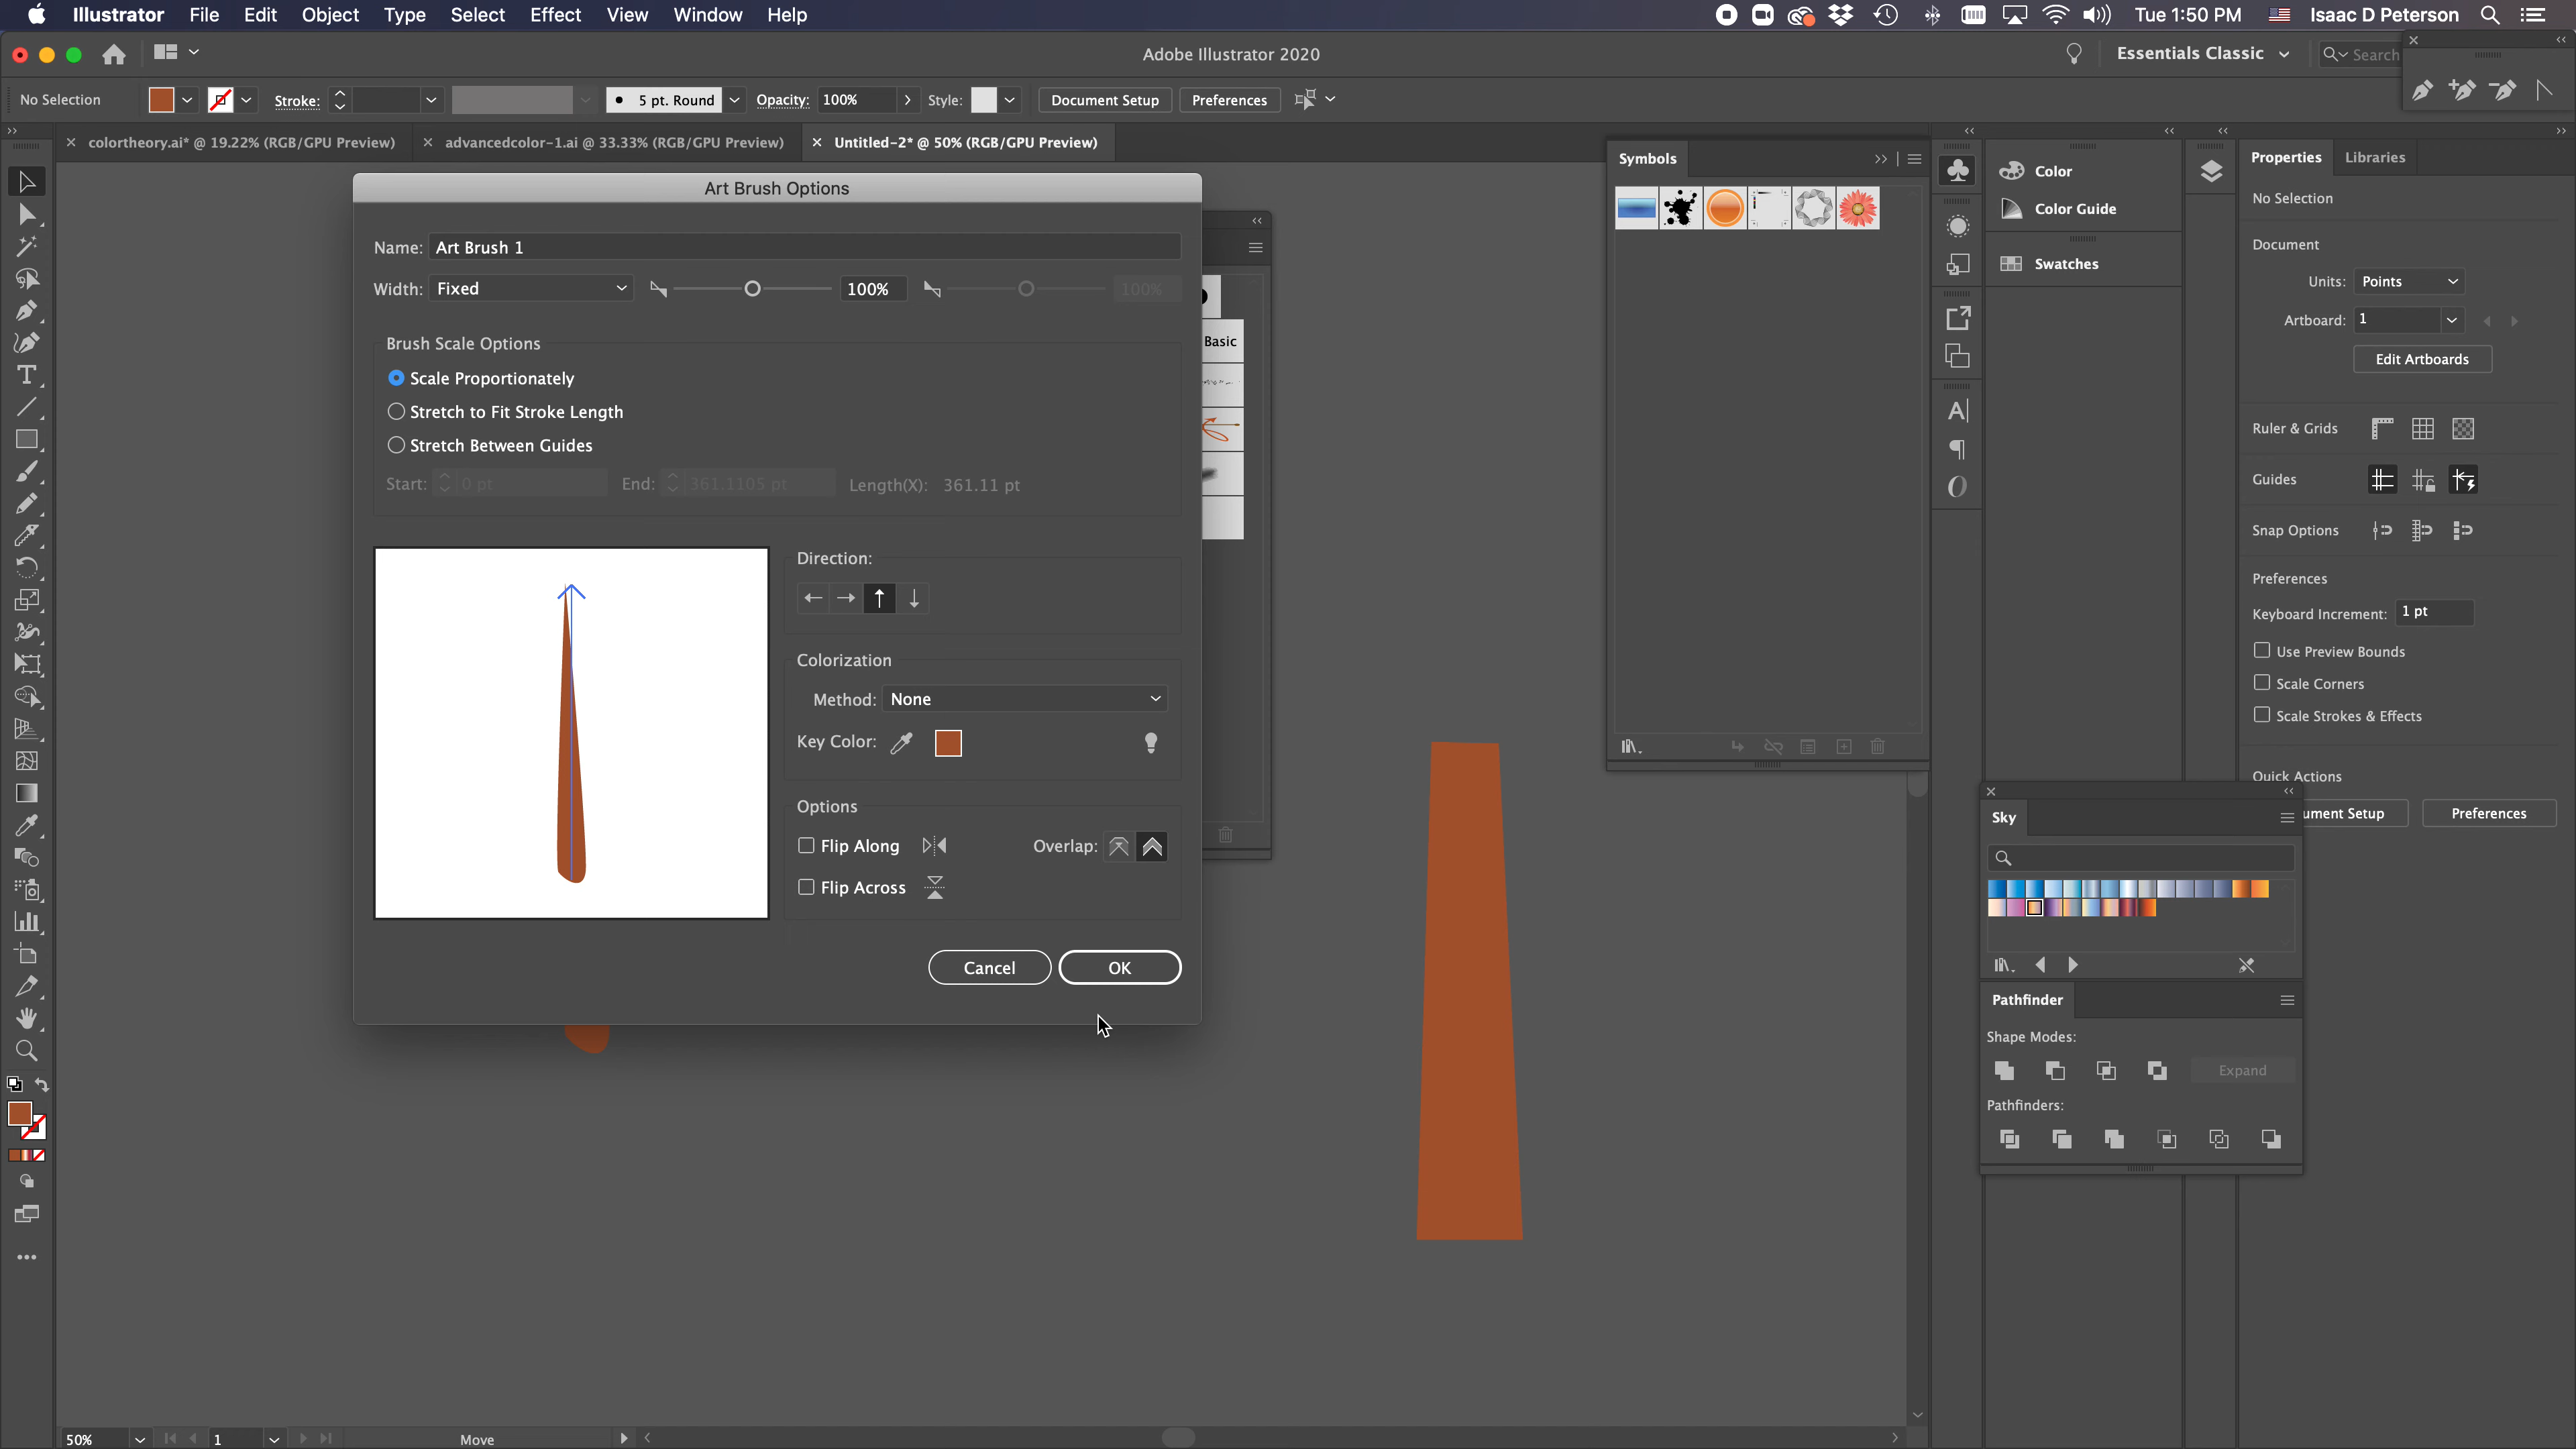 Illustrator File Edit Object Type Select Effect View Window Help
Tue 1:50 PM Isaac D Peterson
Adobe Illustrator 2020
Essentials Classic
Search
No Selection
Stroke:
5 pt. Round
Opacity: 100%
Style:
Document Setup
Preferences
colortheory.ai* @ 19.22% (RGB/GPU Preview)
advancedcolor-1.ai @ 33.33% (RGB/GPU Preview)
Untitled-2* @ 50% (RGB/GPU Preview)
Art Brush Options
Name: Art Brush 1
Width: Fixed 100% 100%
Brush Scale Options
Scale Proportionately
Stretch to Fit Stroke Length
Stretch Between Guides
Start: 0 pt End: 361.1105 pt Length(X): 361.11 pt
Direction:
Colorization
Method: None
Key Color:
Options
Flip Along
Overlap:
Flip Across
Cancel OK
Basic
Symbols
Color
Color Guide
Swatches
Properties Libraries
No Selection
Document
Units: Points
Artboard: 1
Edit Artboards
Ruler & Grids
Guides
Snap Options
Preferences
Keyboard Increment: 1 pt
Use Preview Bounds
Scale Corners
Scale Strokes & Effects
Quick Actions
ument Setup Preferences
Sky
Pathfinder
Shape Modes:
Expand
Pathfinders:
50% 1 Move